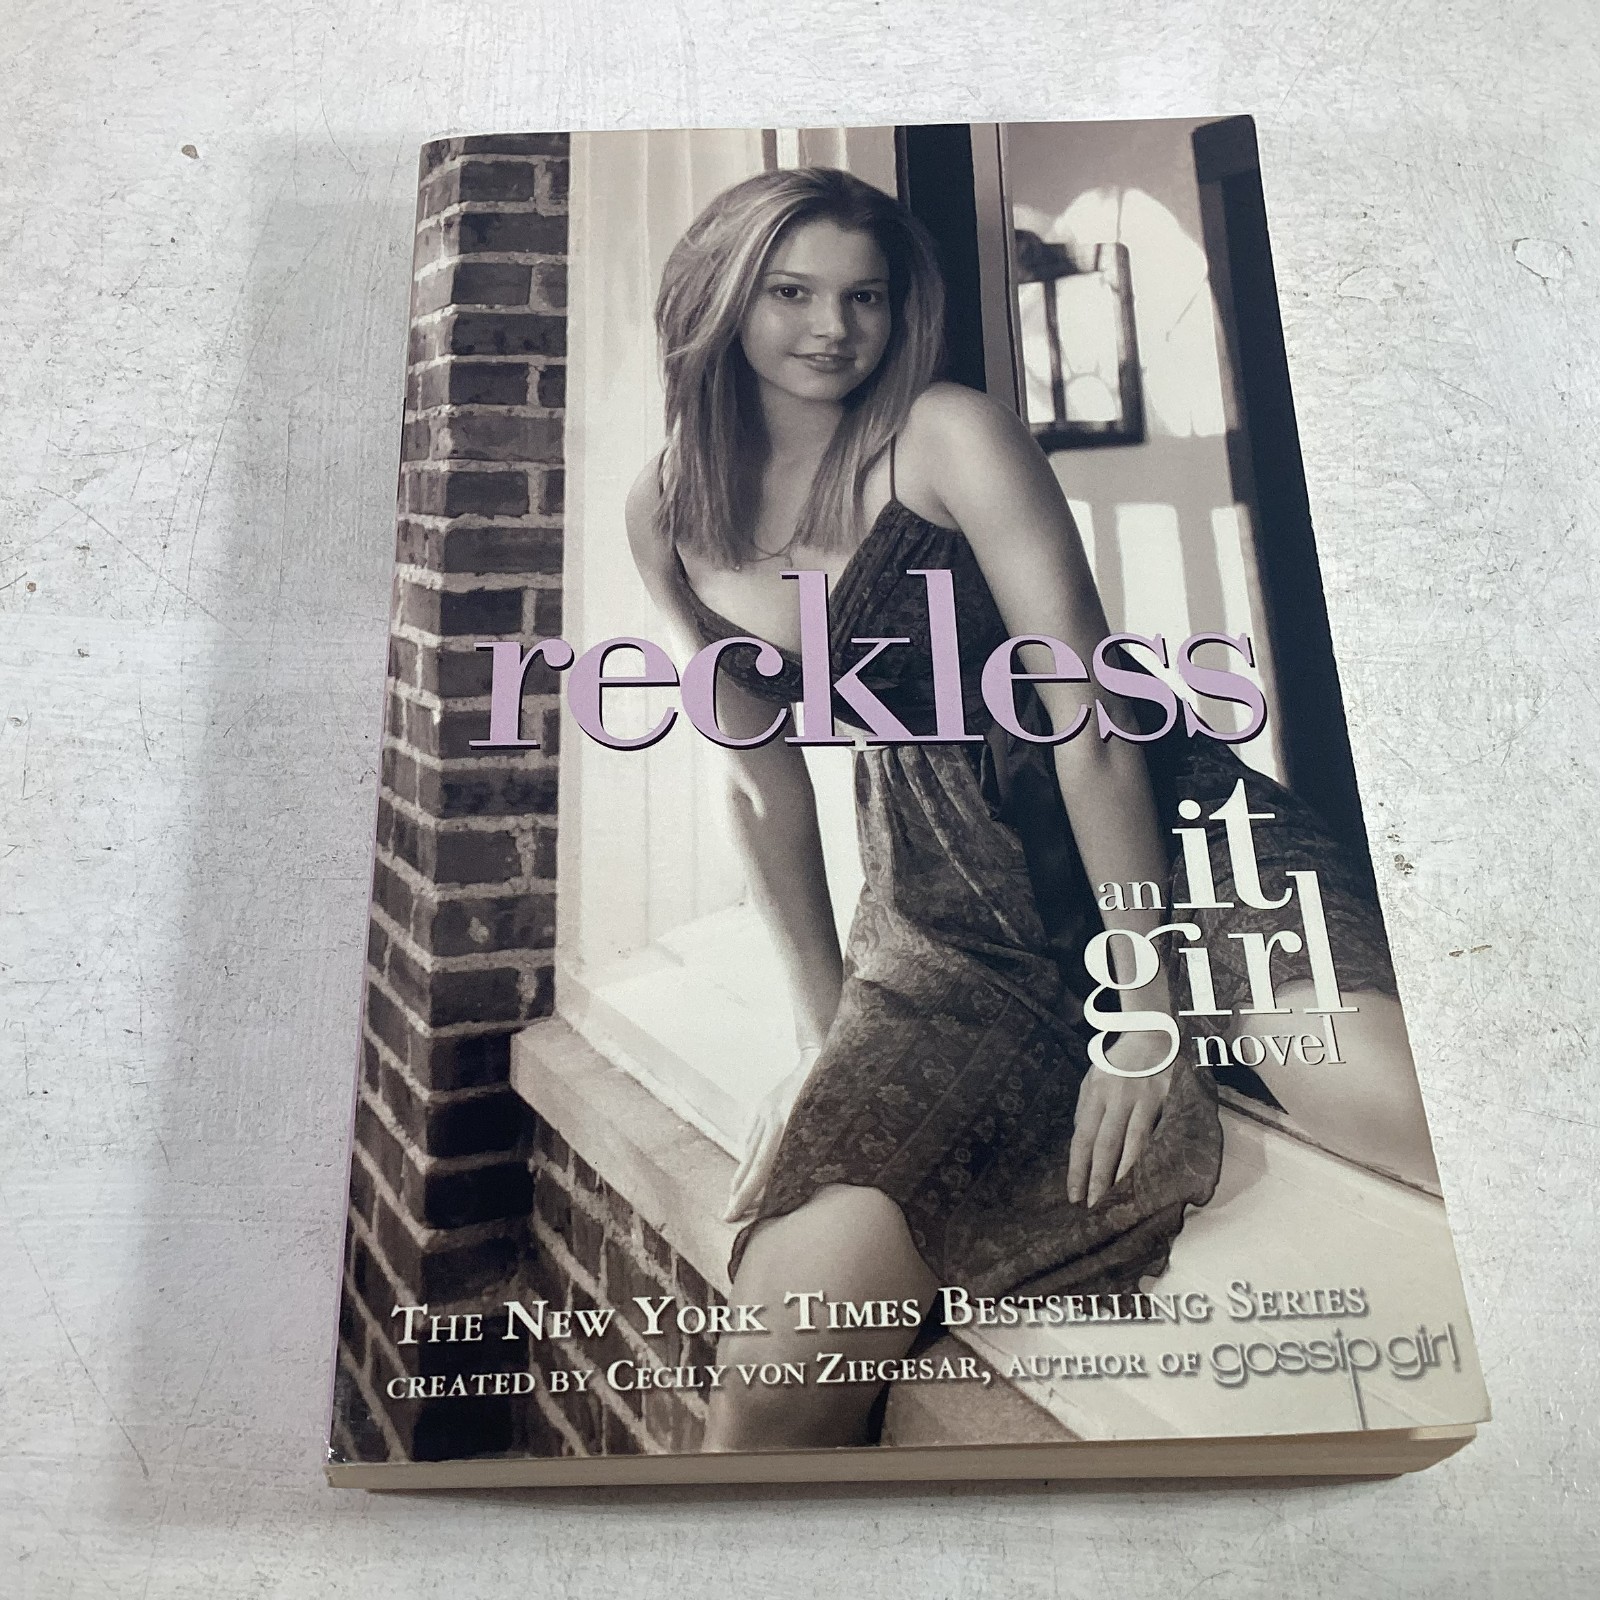 reckless
an it
girl
novel
THE NEW YORK TIMES BESTSELLING SERIES
CREATED BY CECILY VON ZIEGESAR, AUTHOR OF gossip girl